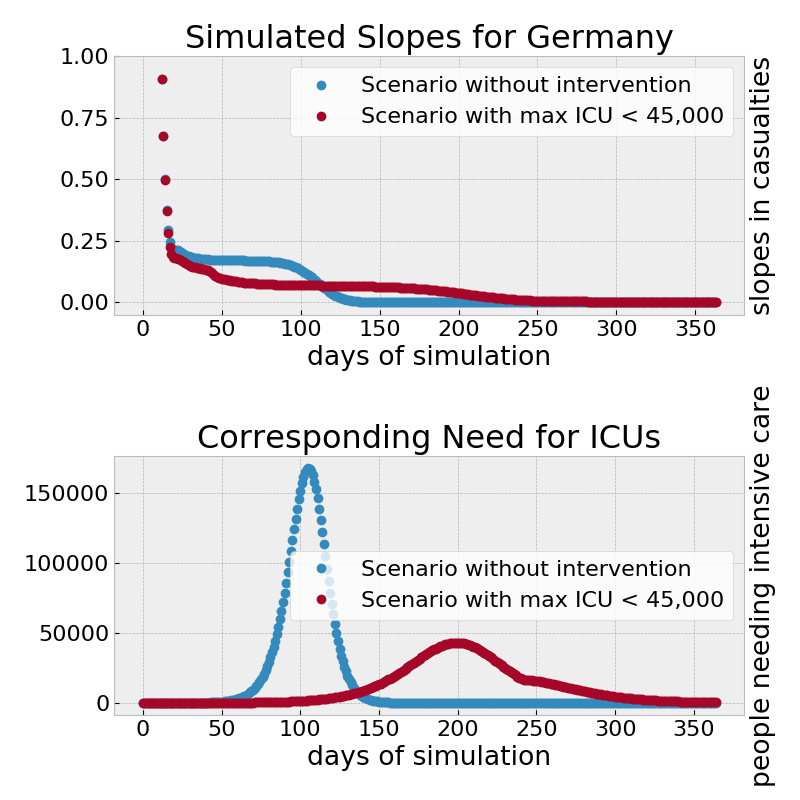 Simulated Slopes for Germany
1.00
0.75
0.50
0.25
0.00
Scenario without intervention
Scenario with max ICU < 45,000
slopes in casualties
0 50 100 150 200 250 300 350
days of simulation
Corresponding Need for ICUs
150000
100000
50000
0
Scenario without intervention
Scenario with max ICU < 45,000
people needing intensive care
0 50 100 150 200 250 300 350
days of simulation